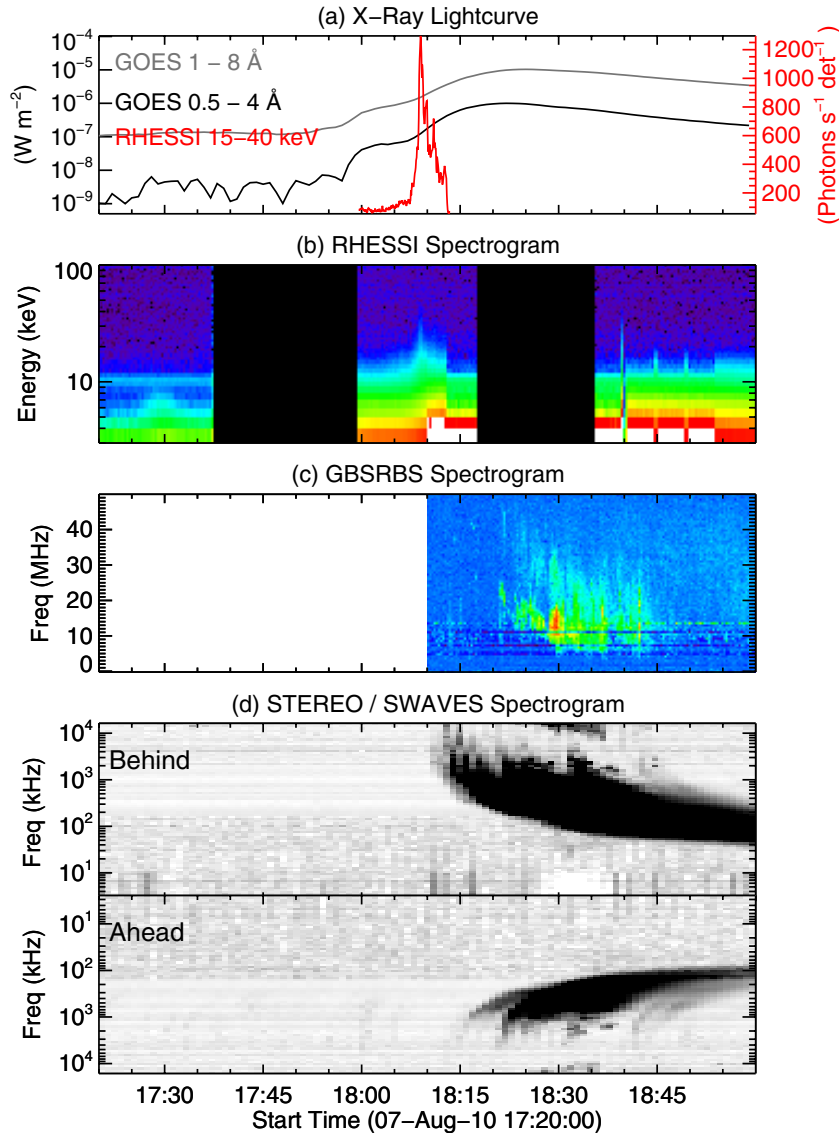 (a) X−Ray Lightcurve
10⁻⁴
10⁻⁵
10⁻⁶
10⁻⁷
10⁻⁸
10⁻⁹
(W m⁻²)
GOES 1 − 8 Å
GOES 0.5 − 4 Å
RHESSI 15−40 keV
1200
1000
800
600
400
200
(Photons s⁻¹ det⁻¹)
(b) RHESSI Spectrogram
100
10
Energy (keV)
(c) GBSRBS Spectrogram
40
30
20
10
0
Freq (MHz)
(d) STEREO / SWAVES Spectrogram
Behind
10⁴
10³
10²
10¹
Freq (kHz)
Ahead
10¹
10²
10³
10⁴
Freq (kHz)
17:30 17:45 18:00 18:15 18:30 18:45
Start Time (07−Aug−10 17:20:00)